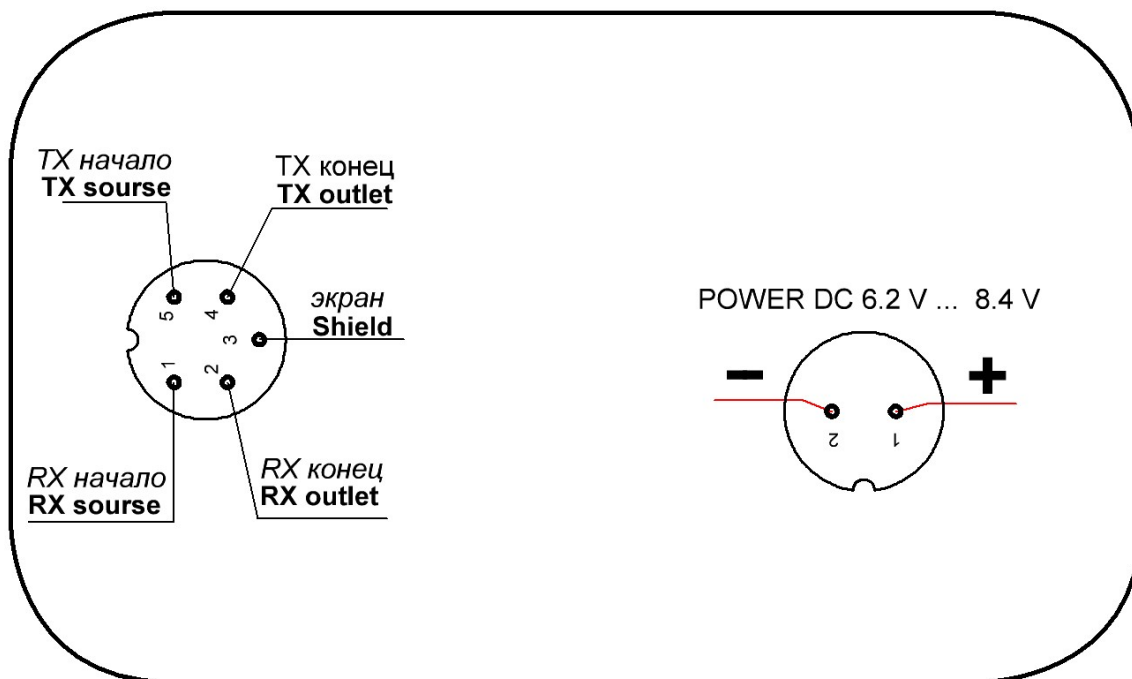 TX начало
TX sourse
TX конец
TX outlet
экран
Shield
5
4
3
1
2
RX начало
RX sourse
RX конец
RX outlet
POWER DC 6.2 V ... 8.4 V
-
+
2
1